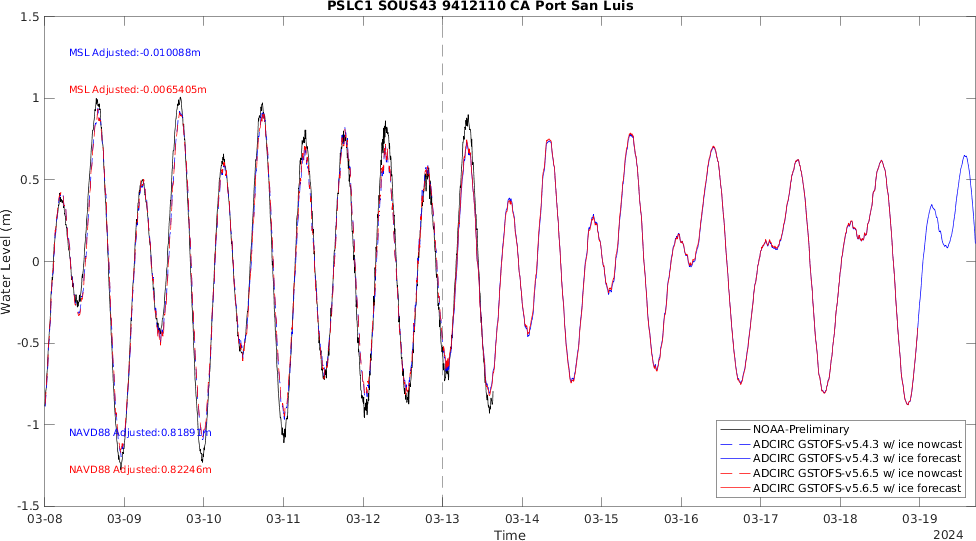 PSLC1 SOUS43 9412110 CA Port San Luis
1.5
1
0.5
0
-0.5
-1
-1.5
Water Level (m)
MSL Adjusted:-0.010088m
MSL Adjusted:-0.0065405m
NAVD88 Adjusted:0.81891m
NAVD88 Adjusted:0.82246m
NOAA-Preliminary
ADCIRC GSTOFS-v5.4.3 w/ ice nowcast
ADCIRC GSTOFS-v5.4.3 w/ ice forecast
ADCIRC GSTOFS-v5.6.5 w/ ice nowcast
ADCIRC GSTOFS-v5.6.5 w/ ice forecast
03-08 03-09 03-10 03-11 03-12 03-13 03-14 03-15 03-16 03-17 03-18 03-19
Time
2024